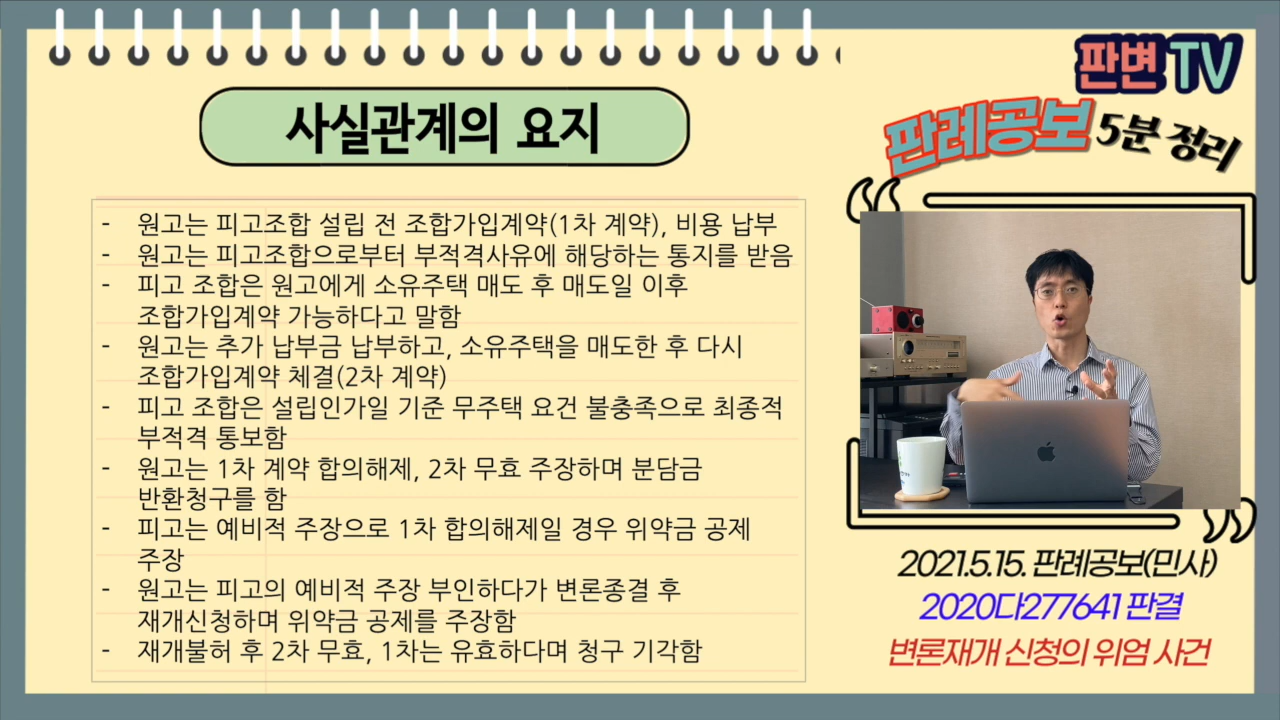 사실관계의 요지
- 원고는 피고조합 설립 전 조합가입계약(1차 계약), 비용 납부
- 원고는 피고조합으로부터 부적격사유에 해당하는 통지를 받음
- 피고 조합은 원고에게 소유주택 매도 후 매도일 이후
조합가입계약 가능하다고 말함
- 원고는 추가 납부금 납부하고, 소유주택을 매도한 후 다시
조합가입계약 체결(2차 계약)
- 피고 조합은 설립인가일 기준 무주택 요건 불충족으로 최종적
부적격 통보함
- 원고는 1차 계약 합의해제, 2차 무효 주장하며 분담금
반환청구를 함
- 피고는 예비적 주장으로 1차 합의해제일 경우 위약금 공제
주장
- 원고는 피고의 예비적 주장 부인하다가 변론종결 후
재개신청하며 위약금 공제를 주장함
- 재개불허 후 2차 무효, 1차는 유효하다며 청구 기각함
판변 TV
판례공보 5분 정리
2021.5.15. 판례공보(민사)
2020다277641 판결
변론재개 신청의 위엄 사건